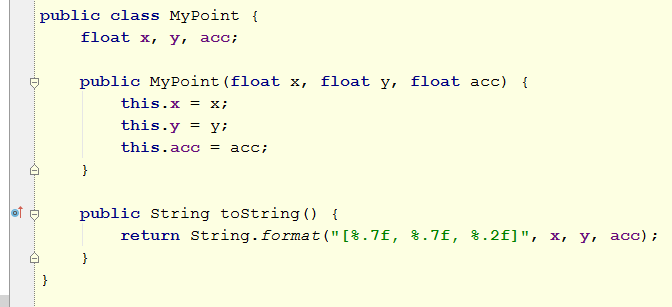 public class MyPoint {
    float x, y, acc;

    public MyPoint(float x, float y, float acc) {
        this.x = x;
        this.y = y;
        this.acc = acc;
    }

    public String toString() {
        return String.format("[%.7f, %.7f, %.2f]", x, y, acc);
    }
}